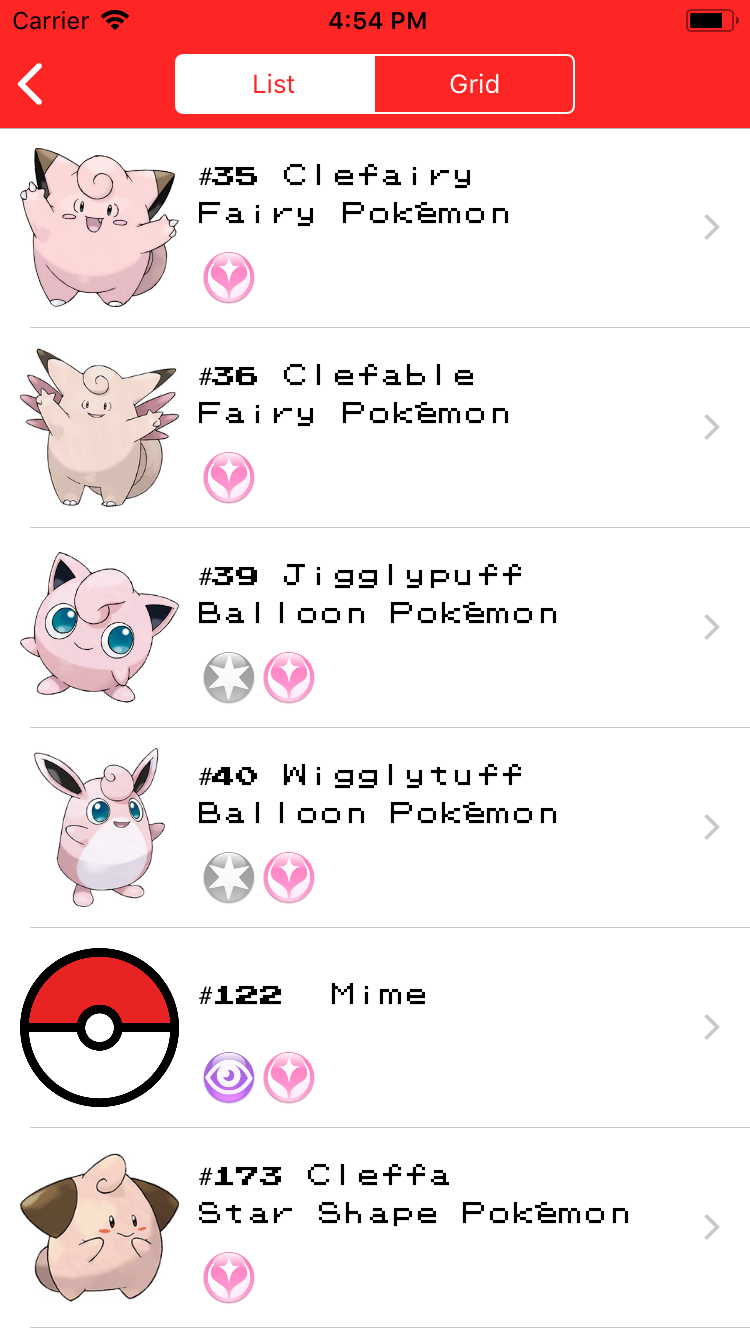 Carrier 4:54 PM
List Grid
#35 Clefairy
Fairy Pokémon
#36 Clefable
Fairy Pokémon
#39 Jigglypuff
Balloon Pokémon
#40 Wigglytuff
Balloon Pokémon
#122 Mime
#173 Cleffa
Star Shape Pokémon